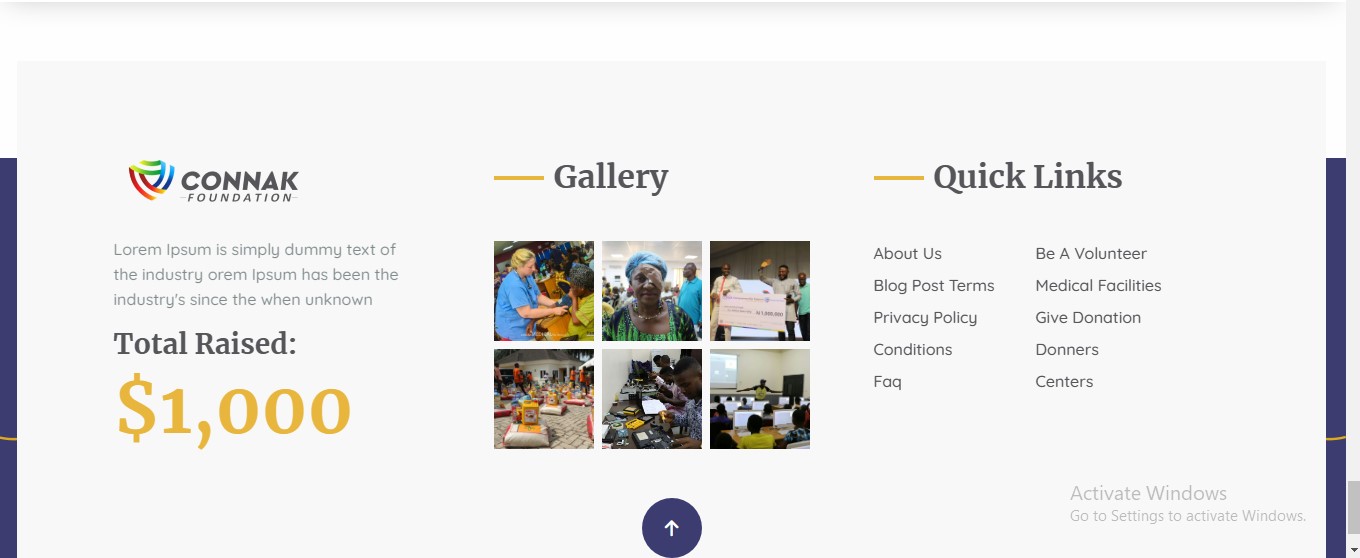 CONNAK
FOUNDATION
Lorem Ipsum is simply dummy text of
the industry orem Ipsum has been the
industry's since the when unknown
Total Raised:
$1,000
Gallery
Quick Links
About Us
Blog Post Terms
Privacy Policy
Conditions
Faq
Be A Volunteer
Medical Facilities
Give Donation
Donners
Centers
Activate Windows
Go to Settings to activate Windows.